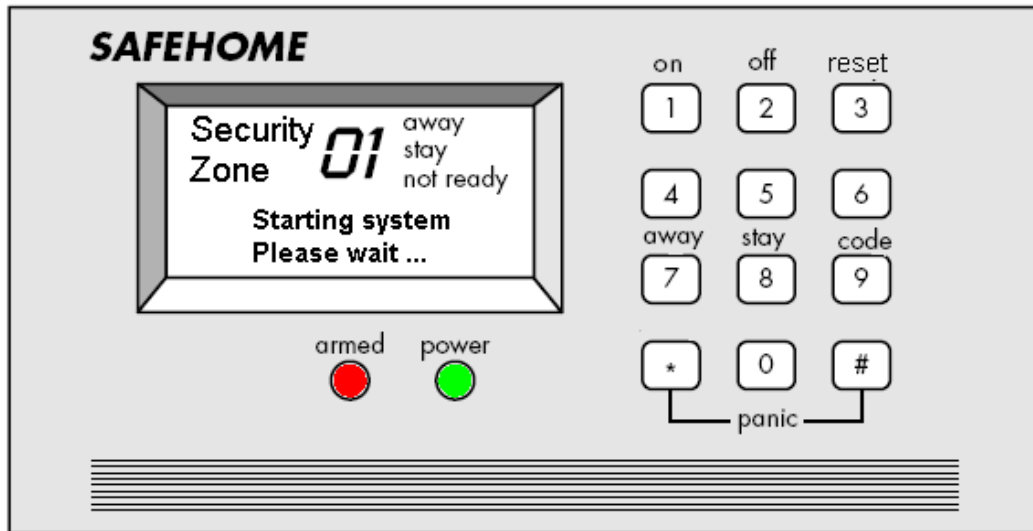 SAFEHOME
Security
Zone
01
away
stay
not ready
Starting system
Please wait ...
armed power
on off reset
1 2 3
4 5 6
away stay code
7 8 9
* 0 #
panic